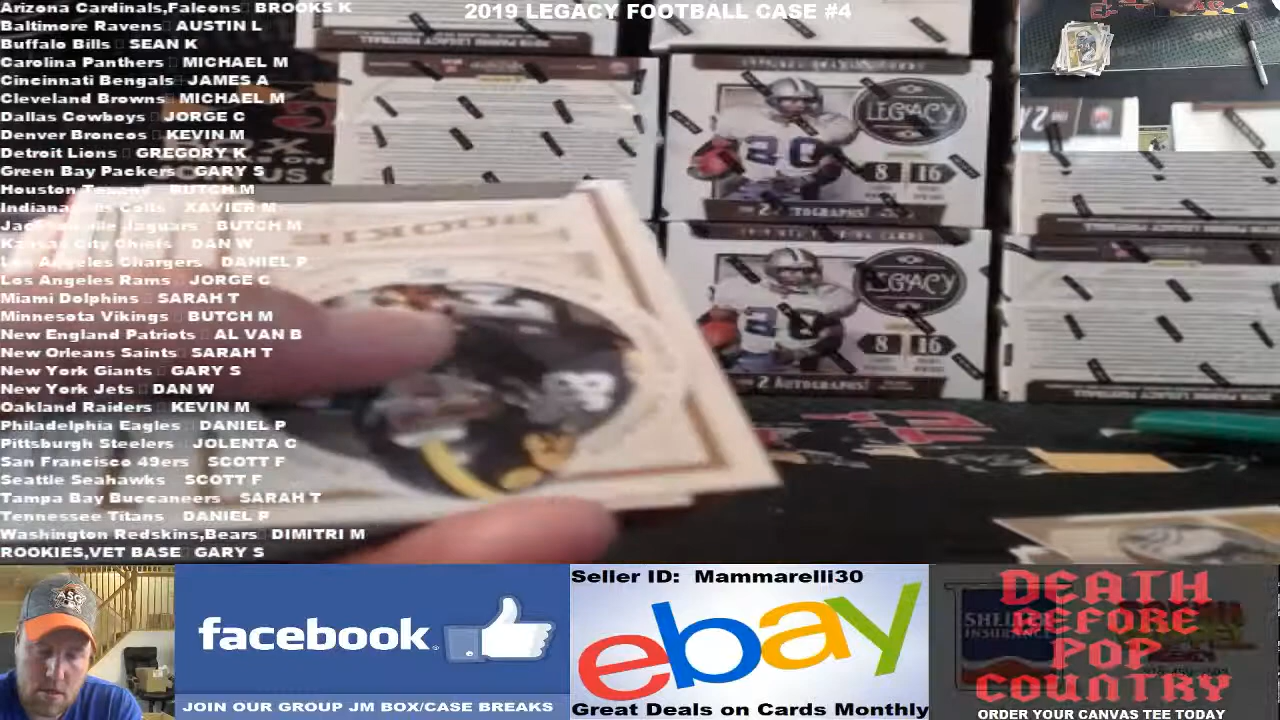 2019 LEGACY FOOTBALL CASE #4
Arizona Cardinals,Falcons BROOKS K
Baltimore Ravens AUSTIN L
Buffalo Bills SEAN K
Carolina Panthers MICHAEL M
Cincinnati Bengals JAMES A
Cleveland Browns MICHAEL M
Dallas Cowboys JORGE C
Denver Broncos KEVIN M
Detroit Lions GREGORY K
Green Bay Packers GARY S
Houston Texans BUTCH M
Indianapolis Colts XAVIER M
Jacksonville Jaguars BUTCH M
Kansas City Chiefs DAN W
Los Angeles Chargers DANIEL P
Los Angeles Rams JORGE C
Miami Dolphins SARAH T
Minnesota Vikings BUTCH M
New England Patriots AL VAN B
New Orleans Saints SARAH T
New York Giants GARY S
New York Jets DAN W
Oakland Raiders KEVIN M
Philadelphia Eagles DANIEL P
Pittsburgh Steelers JOLENTA C
San Francisco 49ers SCOTT F
Seattle Seahawks SCOTT F
Tampa Bay Buccaneers SARAH T
Tennessee Titans DANIEL P
Washington Redskins,Bears DIMITRI M
ROOKIES,VET BASE GARY S
ROOKIE
LEGACY
8 16
2 AUTOGRAPHS!
LEGACY
8 16
2 AUTOGRAPHS!
facebook
JOIN OUR GROUP JM BOX/CASE BREAKS
Seller ID: Mammarelli30
ebay
Great Deals on Cards Monthly
DEATH
BEFORE
POP
COUNTRY
ORDER YOUR CANVAS TEE TODAY